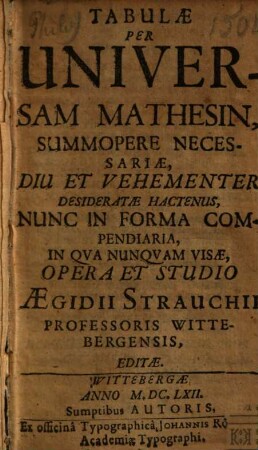 TABULÆ
PER
UNIVER-
SAM MATHESIN,
SUMMOPERE NECES-
SARIÆ,
DIU ET VEHEMENTER
DESIDERATÆ HACTENUS,
NUNC IN FORMA COM-
PENDIARIA,
IN QVA NUNQVAM VISÆ,
OPERA ET STUDIO
ÆGIDII STRAUCHII
PROFESSORIS WITTE-
BERGENSIS,
EDITÆ.
WITTEBERGÆ
ANNO M.DC.LXII.
Sumptibus AUTORIS,
Ex officinâ Typographicâ, JOHANNIS
Academiæ Typographi.